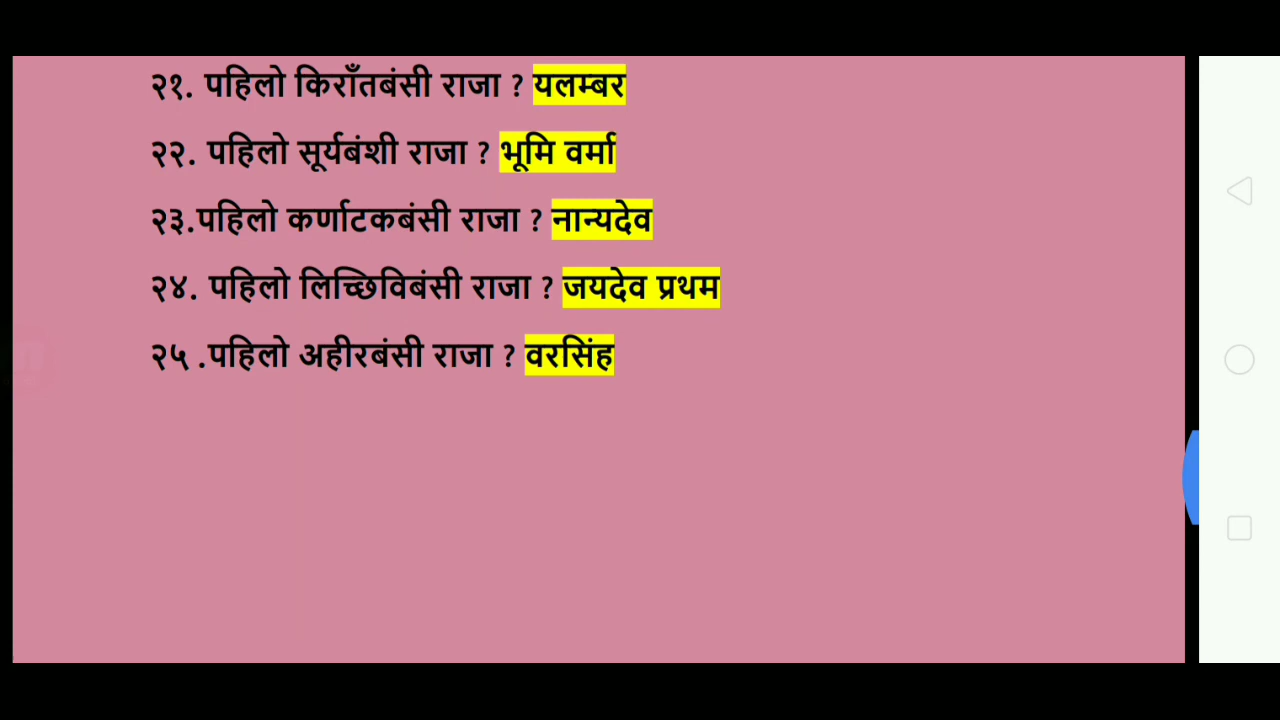 २१. पहिलो किराँतबंसी राजा ? यलम्बर
२२. पहिलो सूर्यबंशी राजा ? भूमि वर्मा
२३.पहिलो कर्णाटकबंसी राजा ? नान्यदेव
२४. पहिलो लिच्छिविबंसी राजा ? जयदेव प्रथम
२५ .पहिलो अहीरबंसी राजा ? वरसिंह